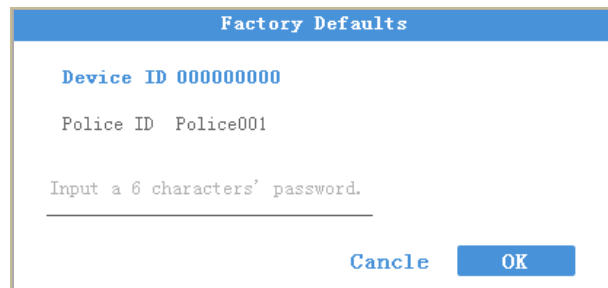 Factory Defaults
Device ID 000000000
Police ID Police001
Input a 6 characters' password.
Cancle OK